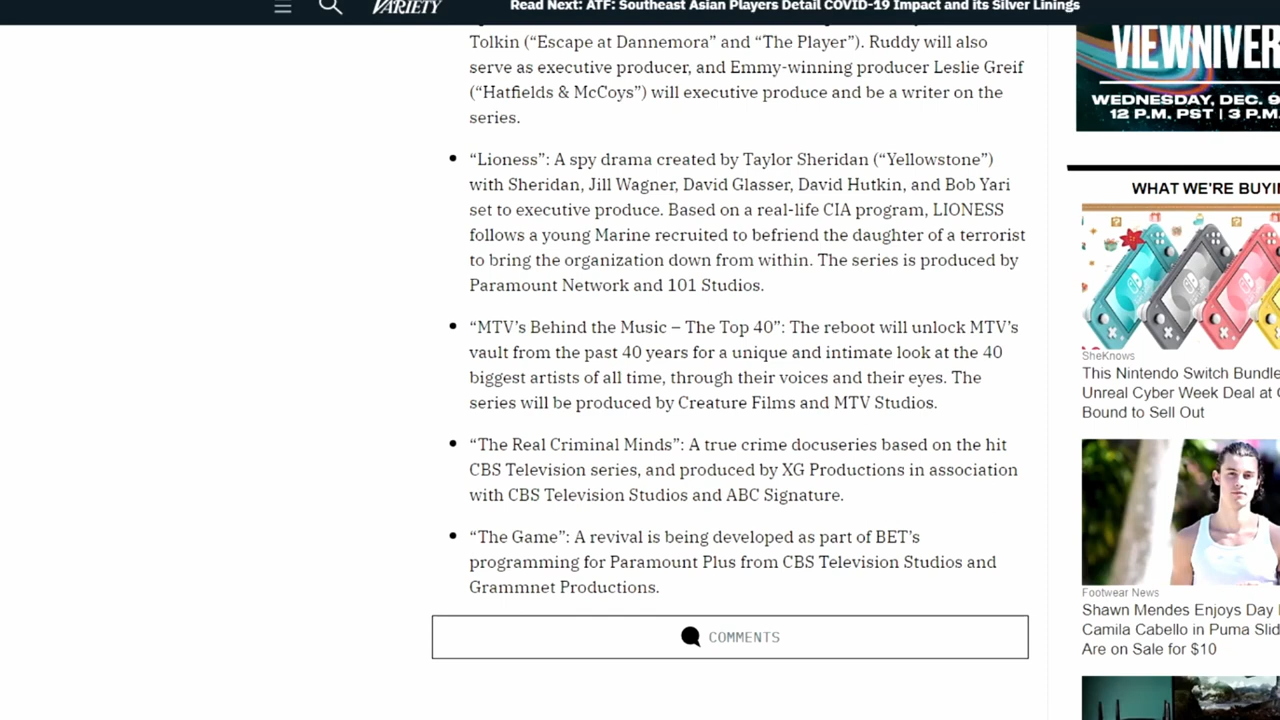 VARIETY
Read Next: ATF: Southeast Asian Players Detail COVID-19 Impact and its Silver Linings
Tolkin (“Escape at Dannemora” and “The Player”). Ruddy will also
serve as executive producer, and Emmy-winning producer Leslie Greif
(“Hatfields & McCoys”) will executive produce and be a writer on the
series.
“Lioness”: A spy drama created by Taylor Sheridan (“Yellowstone”)
with Sheridan, Jill Wagner, David Glasser, David Hutkin, and Bob Yari
set to executive produce. Based on a real-life CIA program, LIONESS
follows a young Marine recruited to befriend the daughter of a terrorist
to bring the organization down from within. The series is produced by
Paramount Network and 101 Studios.
“MTV’s Behind the Music – The Top 40”: The reboot will unlock MTV’s
vault from the past 40 years for a unique and intimate look at the 40
biggest artists of all time, through their voices and their eyes. The
series will be produced by Creature Films and MTV Studios.
“The Real Criminal Minds”: A true crime docuseries based on the hit
CBS Television series, and produced by XG Productions in association
with CBS Television Studios and ABC Signature.
“The Game”: A revival is being developed as part of BET’s
programming for Paramount Plus from CBS Television Studios and
Grammnet Productions.
COMMENTS
VIEWNIVER
WEDNESDAY, DEC. 9
12 P.M. PST | 3 P.M.
WHAT WE'RE BUYI
SheKnows
This Nintendo Switch Bundle
Unreal Cyber Week Deal at
Bound to Sell Out
Footwear News
Shawn Mendes Enjoys Day
Camila Cabello in Puma Slid
Are on Sale for $10